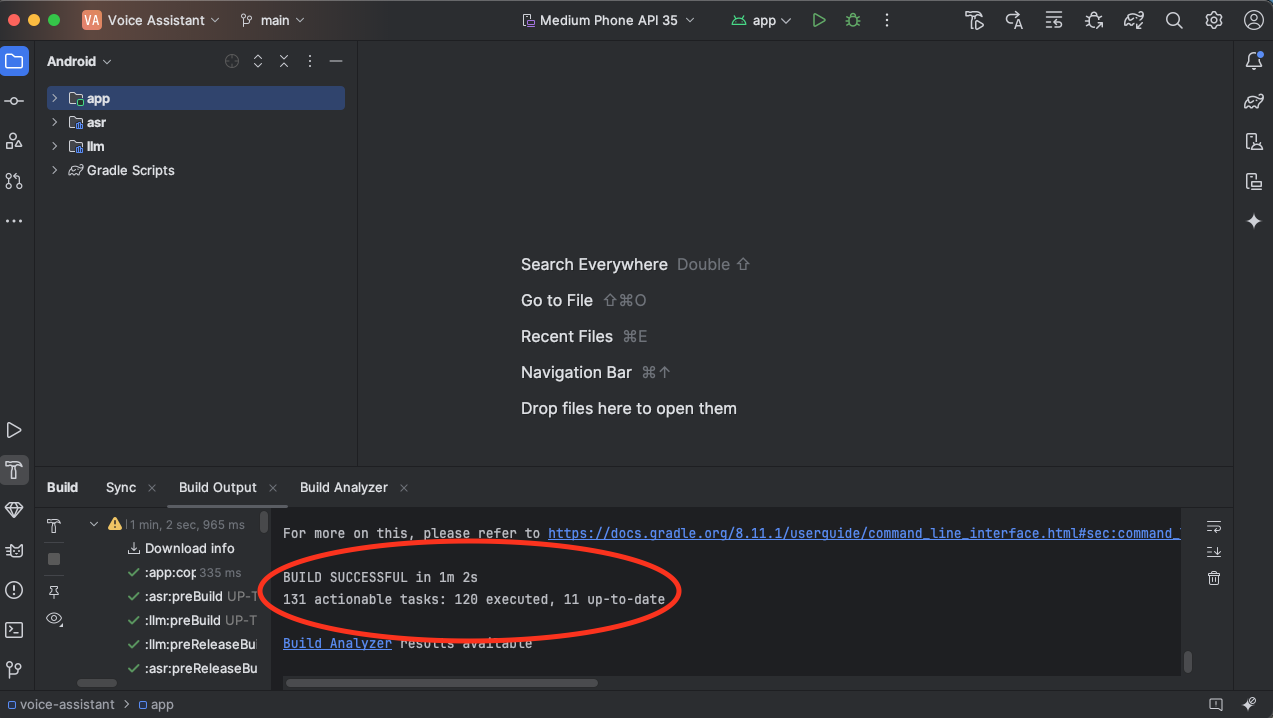 VA Voice Assistant main Medium Phone API 35 app
Android
app
asr
llm
Gradle Scripts
Search Everywhere Double ⇧
Go to File ⇧⌘O
Recent Files ⌘E
Navigation Bar ⌘↑
Drop files here to open them
Build Sync Build Output Build Analyzer
1 min, 2 sec, 965 ms
Download info
:app:cop 335 ms
:asr:preBuild UP-T
:llm:preBuild UP-T
:llm:preReleaseBui
:asr:preReleaseBu
For more on this, please refer to https://docs.gradle.org/8.11.1/userguide/command_line_interface.html#sec:command_
BUILD SUCCESSFUL in 1m 2s
131 actionable tasks: 120 executed, 11 up-to-date
Build Analyzer results available
voice-assistant > app